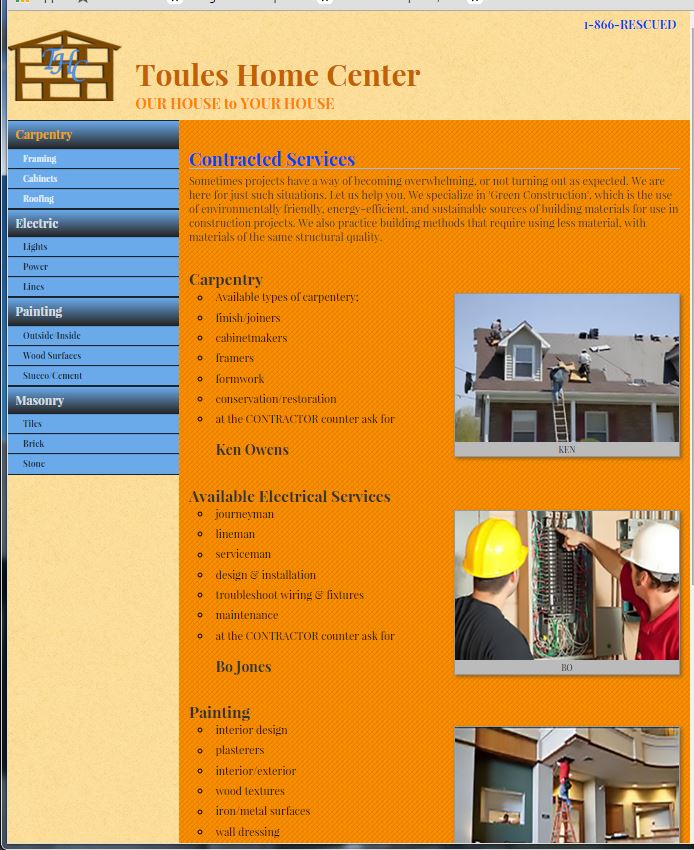 1-866-RESCUED
THC
Toules Home Center
OUR HOUSE to YOUR HOUSE
Carpentry
Framing
Cabinets
Roofing
Electric
Lights
Power
Lines
Painting
Outside/Inside
Wood Surfaces
Stucco/Cement
Masonry
Tiles
Brick
Stone
Contracted Services
Sometimes projects have a way of becoming overwhelming, or not turning out as expected. We are
here for just such situations. Let us help you. We specialize in 'Green Construction', which is the use
of environmentally friendly, energy-efficient, and sustainable sources of building materials for use in
construction projects. We also practice building methods that require using less material, with
materials of the same structural quality.
Carpentry
Available types of carpentery;
finish/joiners
cabinetmakers
framers
formwork
conservation/restoration
at the CONTRACTOR counter ask for
Ken Owens
KEN
Available Electrical Services
journeyman
lineman
serviceman
design & installation
troubleshoot wiring & fixtures
maintenance
at the CONTRACTOR counter ask for
Bo Jones
BO
Painting
interior design
plasterers
interior/exterior
wood textures
iron/metal surfaces
wall dressing